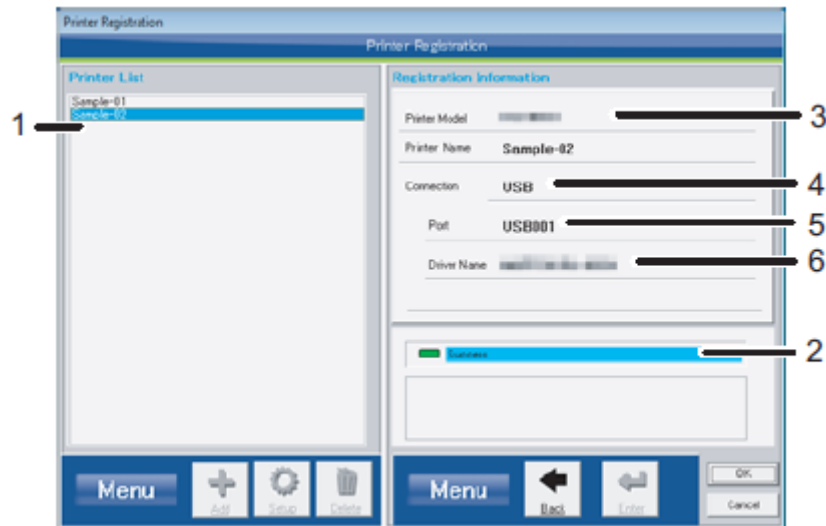 Printer Registration
Printer Registration
Printer List
Registration Information
Sample-01
Sample-02
1
Printer Model
3
Printer Name Sample-02
Connection USB
4
Port USB001
5
Driver Name
6
Success
2
Menu Add Setup Delete
Menu Back Enter
OK
Cancel